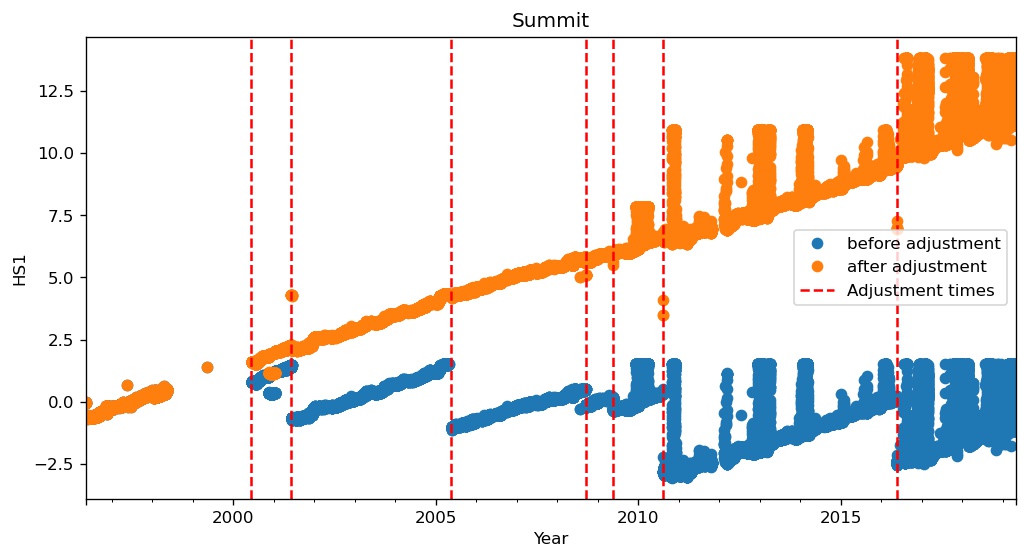 Summit
12.5
10.0
7.5
5.0
2.5
0.0
−2.5
HS1
before adjustment
after adjustment
Adjustment times
2000
2005
2010
2015
Year